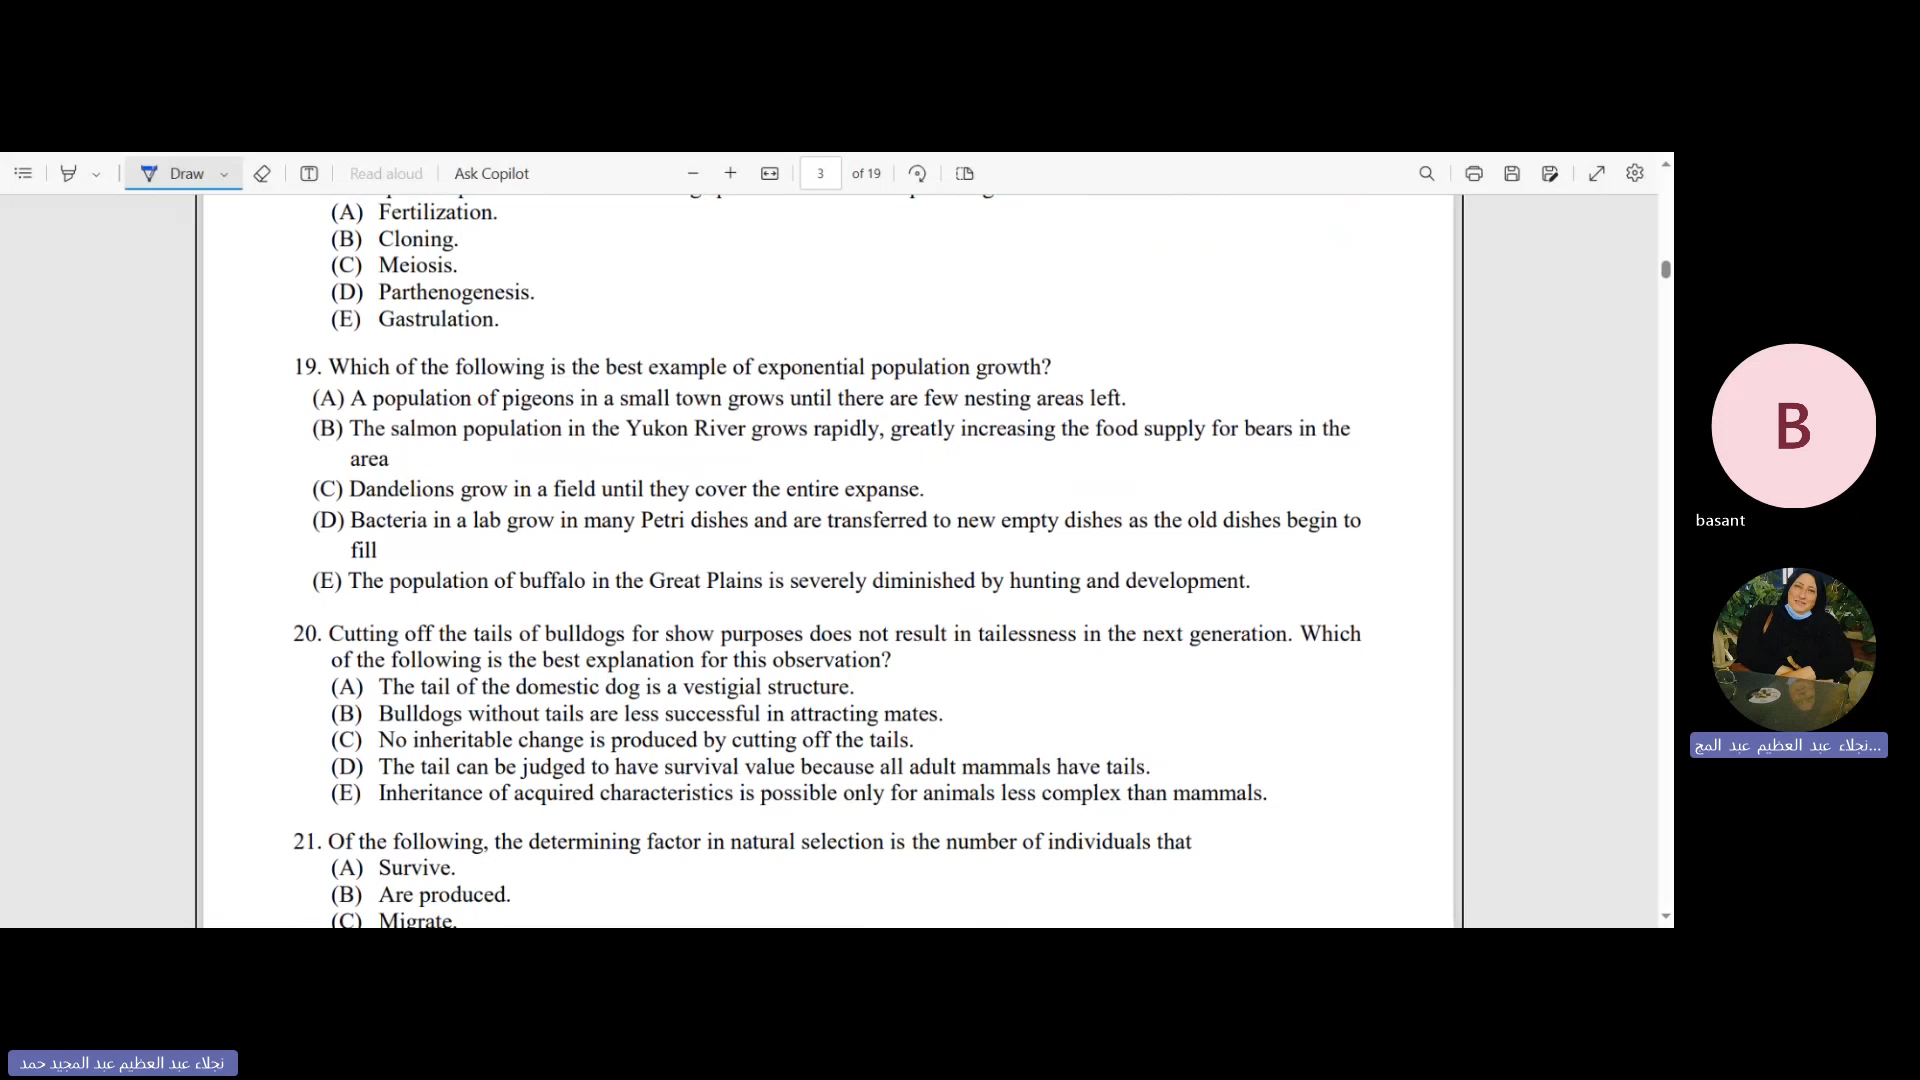 Draw
Read aloud
Ask Copilot
3 of 19
(A) Fertilization.
(B) Cloning.
(C) Meiosis.
(D) Parthenogenesis.
(E) Gastrulation.
19. Which of the following is the best example of exponential population growth?
(A) A population of pigeons in a small town grows until there are few nesting areas left.
(B) The salmon population in the Yukon River grows rapidly, greatly increasing the food supply for bears in the
area
(C) Dandelions grow in a field until they cover the entire expanse.
(D) Bacteria in a lab grow in many Petri dishes and are transferred to new empty dishes as the old dishes begin to
fill
(E) The population of buffalo in the Great Plains is severely diminished by hunting and development.
20. Cutting off the tails of bulldogs for show purposes does not result in tailessness in the next generation. Which
of the following is the best explanation for this observation?
(A) The tail of the domestic dog is a vestigial structure.
(B) Bulldogs without tails are less successful in attracting mates.
(C) No inheritable change is produced by cutting off the tails.
(D) The tail can be judged to have survival value because all adult mammals have tails.
(E) Inheritance of acquired characteristics is possible only for animals less complex than mammals.
21. Of the following, the determining factor in natural selection is the number of individuals that
(A) Survive.
(B) Are produced.
(C) Migrate.
B
basant
نجلاء عبد العظيم عبد المج...
نجلاء عبد العظيم عبد المجيد حمد